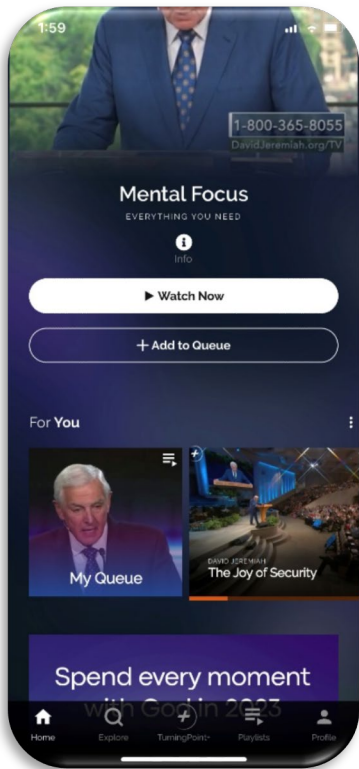 1:59
1-800-365-8055
DavidJeremiah.org/TV
Mental Focus
EVERYTHING YOU NEED
i
Info
Watch Now
+ Add to Queue
For You
My Queue
DAVID JEREMIAH
The Joy of Security
Spend every moment
with God in 2023
Home Explore TurningPoint+ Playlists Profile